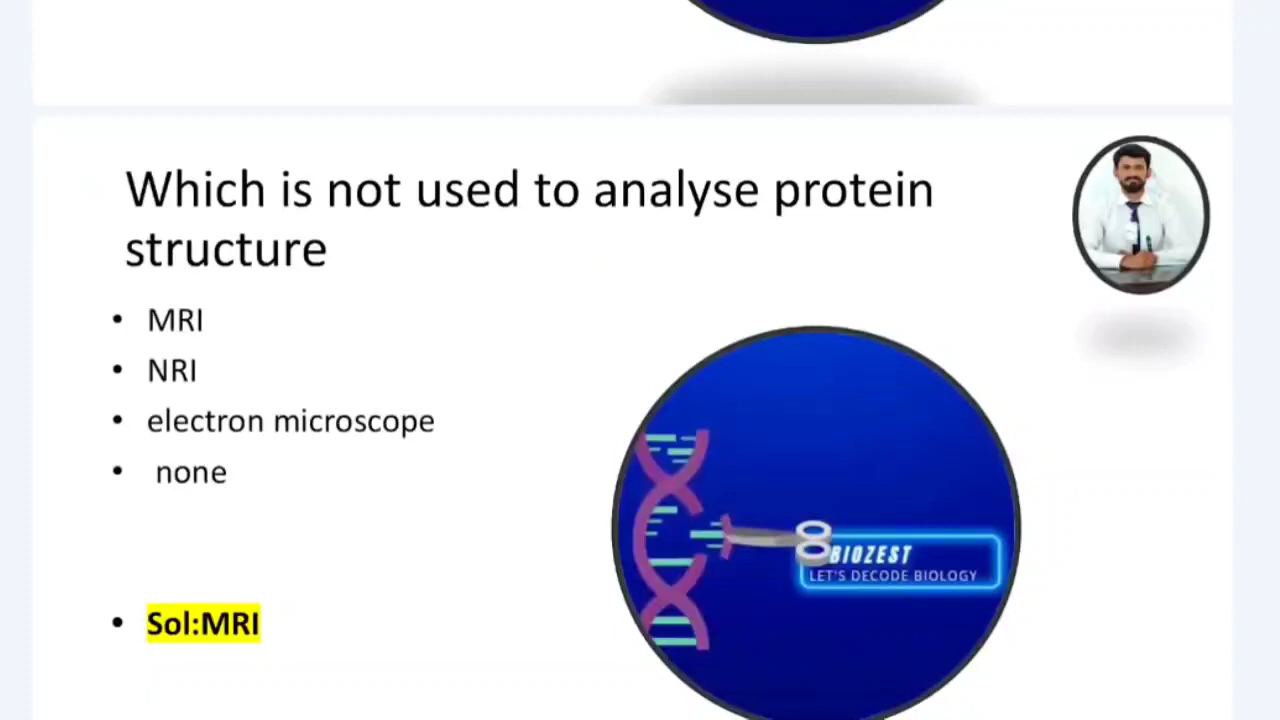 Which is not used to analyse protein
structure
• MRI
• NRI
• electron microscope
• none
• Sol:MRI
BIOZEST
LET'S DECODE BIOLOGY